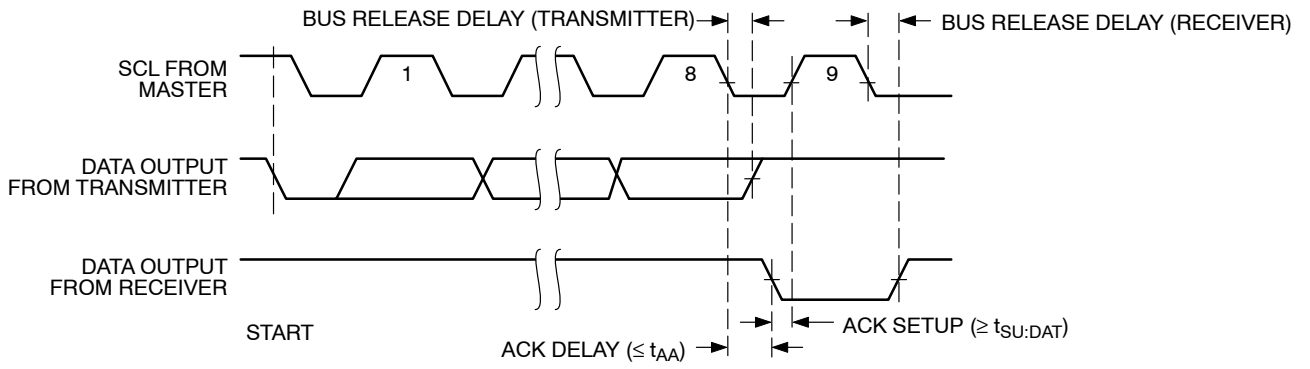 BUS RELEASE DELAY (TRANSMITTER)
BUS RELEASE DELAY (RECEIVER)
SCL FROM
MASTER
1
8
9
DATA OUTPUT
FROM TRANSMITTER
DATA OUTPUT
FROM RECEIVER
START
ACK SETUP (≥ tSU:DAT)
ACK DELAY (≤ tAA)